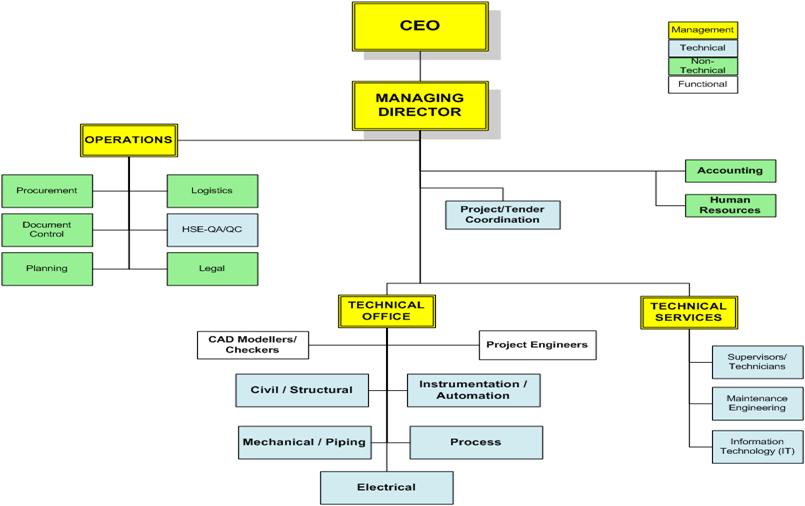 CEO
Management
Technical
Non-
Technical
Functional
MANAGING
DIRECTOR
OPERATIONS
Procurement
Logistics
Document
Control
HSE-QA/QC
Planning
Legal
Accounting
Human
Resources
Project/Tender
Coordination
TECHNICAL
OFFICE
TECHNICAL
SERVICES
CAD Modellers/
Checkers
Project Engineers
Civil / Structural
Instrumentation /
Automation
Mechanical / Piping
Process
Electrical
Supervisors/
Technicians
Maintenance
Engineering
Information
Technology (IT)